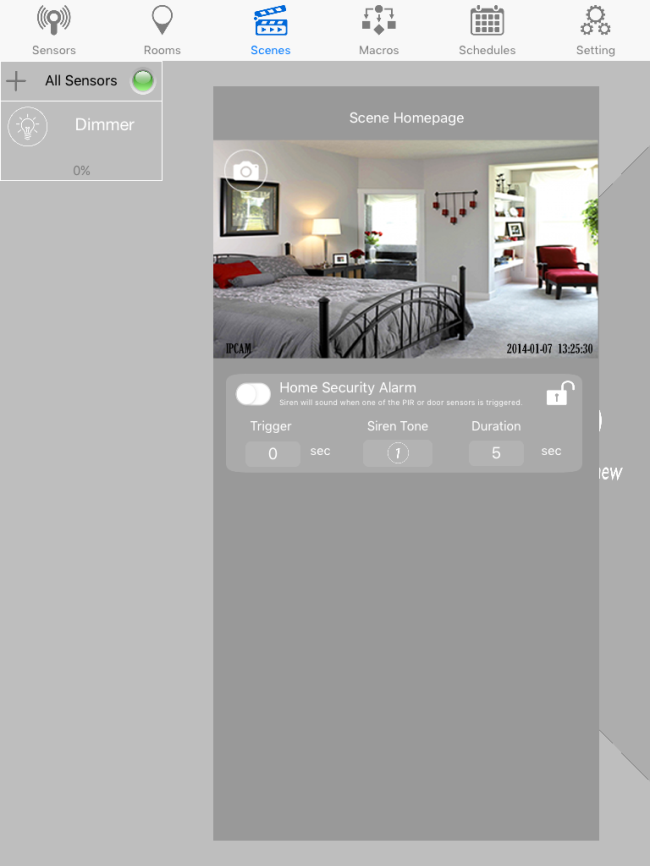 Sensors Rooms Scenes Macros Schedules Setting
All Sensors
Dimmer
0%
Scene Homepage
IPCAM 2014-01-07 13:25:30
Home Security Alarm
Siren will sound when one of the PIR or door sensors is triggered.
Trigger Siren Tone Duration
0 sec 1 5 sec